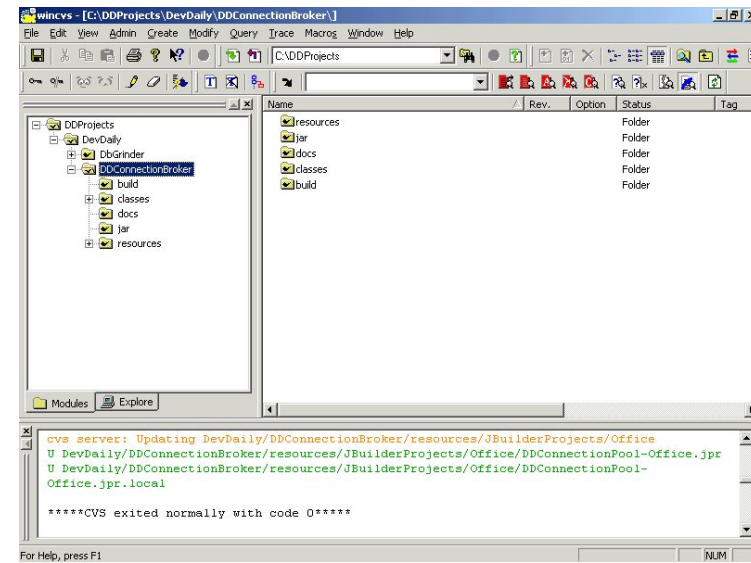 wincvs - [C:\DDProjects\DevDaily\DDConnectionBroker\]
File Edit View Admin Create Modify Query Trace Macros Window Help
C:\DDProjects
DDProjects
DevDaily
DbGrinder
DDConnectionBroker
build
classes
docs
jar
resources
Modules Explore
Name Rev. Option Status Tag
resources Folder
jar Folder
docs Folder
classes Folder
build Folder
cvs server: Updating DevDaily/DDConnectionBroker/resources/JBuilderProjects/Office
U DevDaily/DDConnectionBroker/resources/JBuilderProjects/Office/DDConnectionPool-Office.jpr
U DevDaily/DDConnectionBroker/resources/JBuilderProjects/Office/DDConnectionPool-
Office.jpr.local
*****CVS exited normally with code 0*****
For Help, press F1 NUM